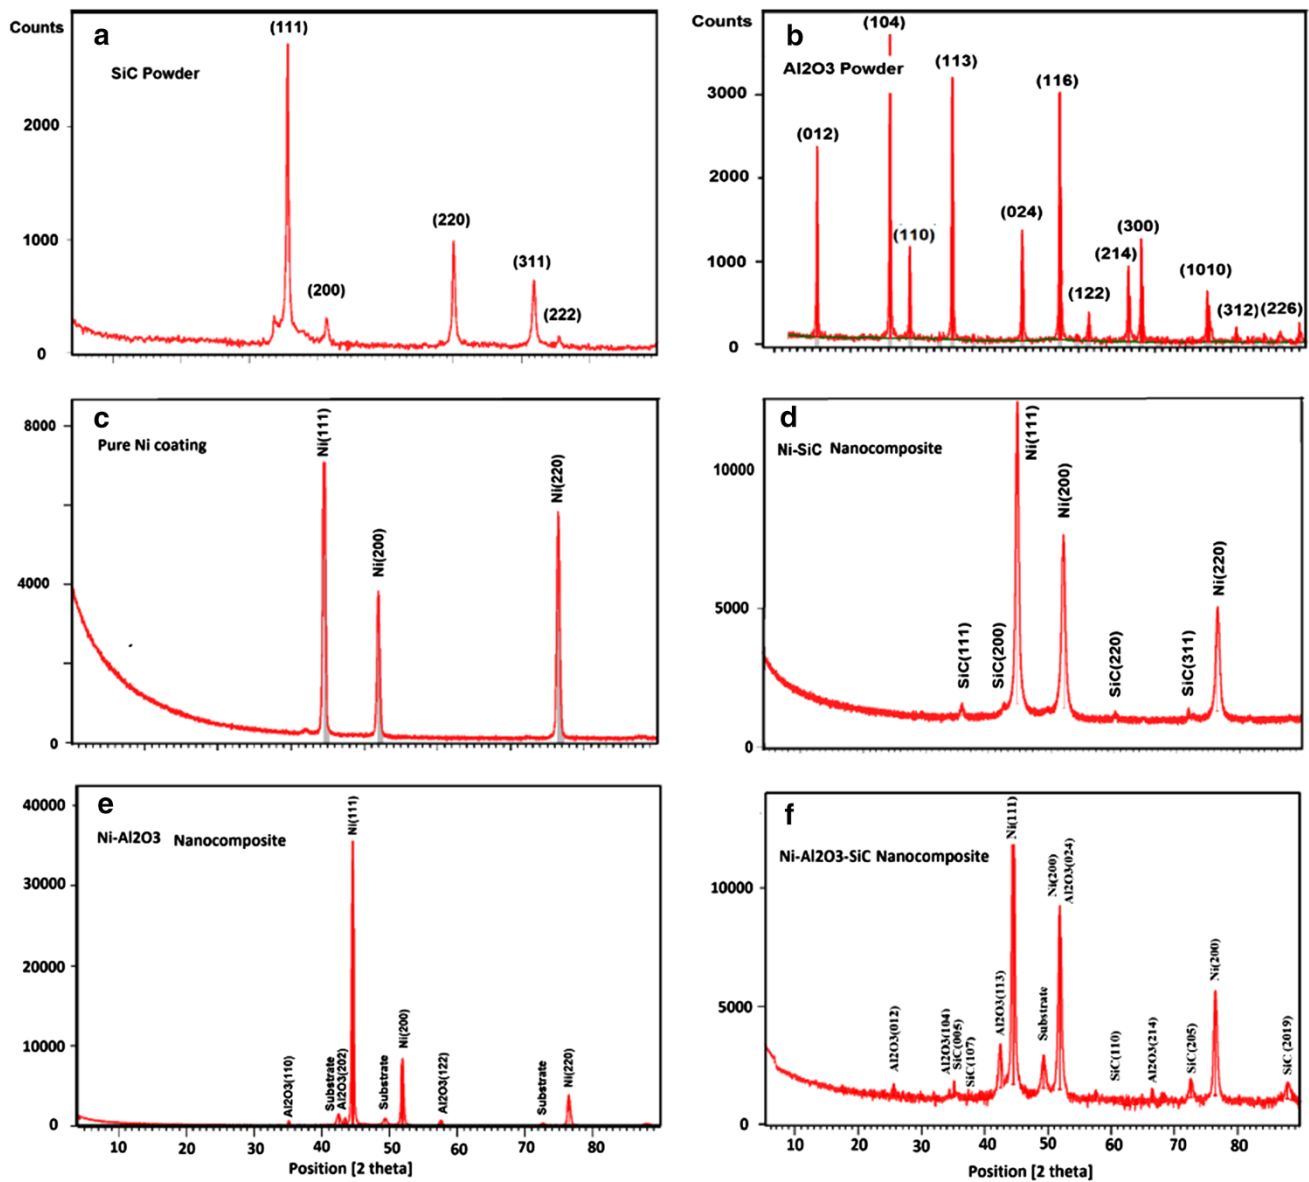 Counts
a
(111)
SiC Powder
2000
(220)
1000
(311)
(200)
(222)
0
Counts
b
(104)
Al2O3 Powder
(113)
(116)
3000
(012)
2000
(024)
(110)
(300)
(214)
1000
(1010)
(122)
(312)
(226)
0
c
8000
Pure Ni coating
Ni(111)
Ni(220)
Ni(200)
4000
0
d
Ni-SiC Nanocomposite
Ni(111)
10000
Ni(200)
Ni(220)
5000
SiC(111)
SiC(200)
SiC(220)
SiC(311)
0
e
40000
Ni-Al2O3 Nanocomposite
Ni(111)
30000
20000
10000
Al2O3(110)
Substrate
Al2O3(202)
Substrate
Ni(200)
Al2O3(122)
Substrate
Ni(220)
0
10 20 30 40 50 60 70 80
Position [2 theta]
f
Ni-Al2O3-SiC Nanocomposite
Ni(111)
Ni(200)
Al2O3(024)
10000
Ni(200)
5000
Al2O3(012)
Al2O3(104)
SiC(005)
SiC(107)
Al2O3(113)
Substrate
SiC(110)
Al2O3(214)
SiC(205)
SiC (2019)
0
10 20 30 40 50 60 70 80
Position [2 theta]